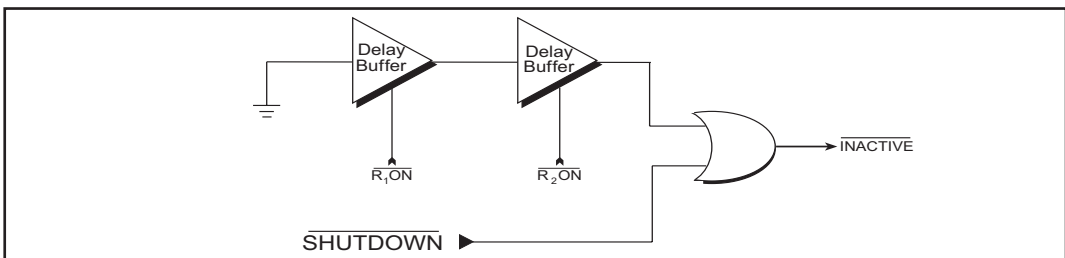 Delay
Buffer
Delay
Buffer
INACTIVE
R₁ON
R₂ON
SHUTDOWN